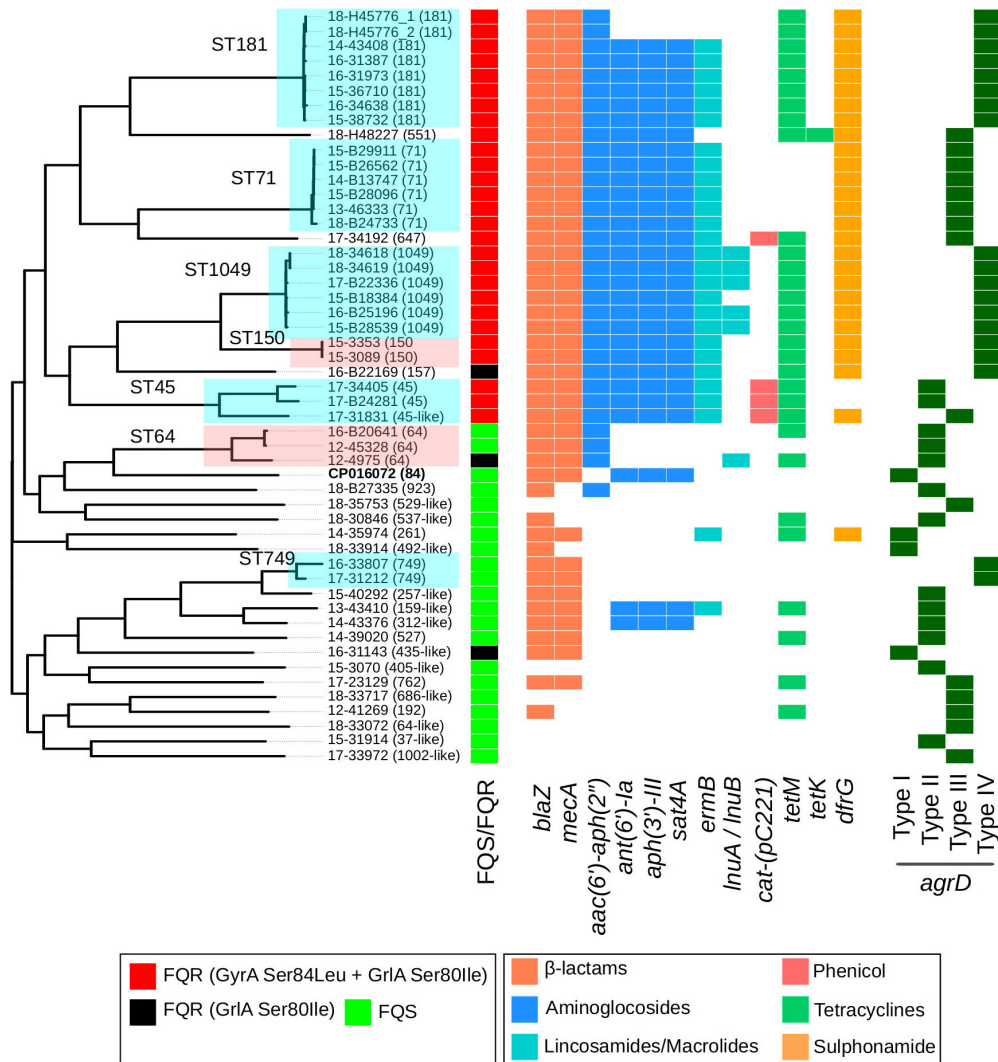 18-H45776_1 (181)
18-H45776_2 (181)
ST181
14-43408 (181)
16-31387 (181)
16-31973 (181)
15-36710 (181)
16-34638 (181)
15-38732 (181)
18-H48227 (551)
15-B29911 (71)
15-B26562 (71)
ST71
14-B13747 (71)
15-B28096 (71)
13-46333 (71)
18-B24733 (71)
17-34192 (647)
18-34618 (1049)
ST1049
18-34619 (1049)
17-B22336 (1049)
15-B18384 (1049)
16-B25196 (1049)
15-B28539 (1049)
ST150
15-3353 (150
15-3089 (150)
16-B22169 (157)
ST45
17-34405 (45)
17-B24281 (45)
17-31831 (45-like)
ST64
16-B20641 (64)
12-45328 (64)
12-4975 (64)
CP016072 (84)
18-B27335 (923)
18-35753 (529-like)
18-30846 (537-like)
14-35974 (261)
18-33914 (492-like)
ST749
16-33807 (749)
17-31212 (749)
15-40292 (257-like)
13-43410 (159-like)
14-43376 (312-like)
14-39020 (527)
16-31143 (435-like)
15-3070 (405-like)
17-23129 (762)
18-33717 (686-like)
12-41269 (192)
18-33072 (64-like)
15-31914 (37-like)
17-33972 (1002-like)
FQS/FQR
blaZ
mecA
aac(6')-aph(2'')
ant(6')-Ia
aph(3')-III
sat4A
ermB
lnuA / lnuB
cat-(pC221)
tetM
tetK
dfrG
Type I
Type II
Type III
Type IV
agrD
FQR (GyrA Ser84Leu + GrlA Ser80Ile)
FQR (GrlA Ser80Ile)
FQS
β-lactams
Phenicol
Aminoglocosides
Tetracyclines
Lincosamides/Macrolides
Sulphonamide